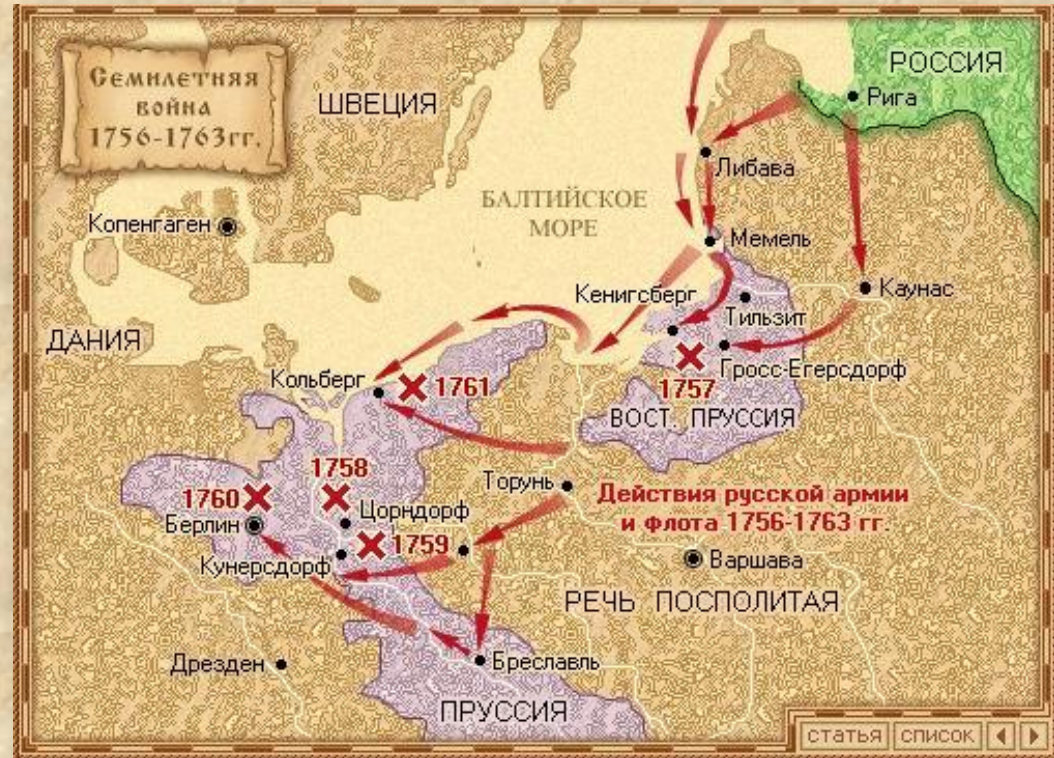 Семилетняя
война
1756-1763гг.
ШВЕЦИЯ
РОССИЯ
Рига
Либава
БАЛТИЙСКОЕ
МОРЕ
Копенгаген
Мемель
Кенигсберг
Каунас
Тильзит
ДАНИЯ
Гросс-Егерсдорф
Кольберг
1761
1757
ВОСТ. ПРУССИЯ
1758
1760
Торунь
Действия русской армии
и флота 1756-1763 гг.
Берлин
Цорндорф
1759
Кунерсдорф
Варшава
РЕЧЬ ПОСПОЛИТАЯ
Дрезден
Бреславль
ПРУССИЯ
статья список